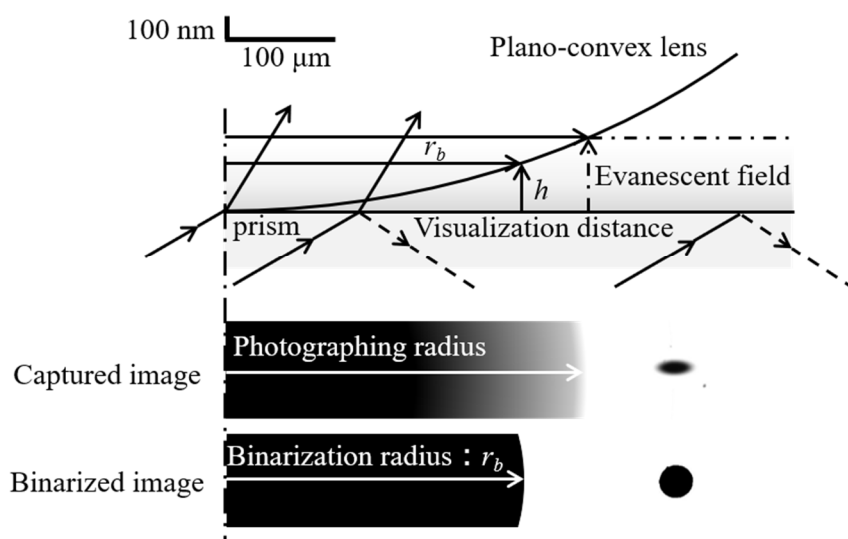 100 nm
100 μm
Plano-convex lens
r_b
h
Evanescent field
prism
Visualization distance
Photographing radius
Captured image
Binarization radius：r_b
Binarized image